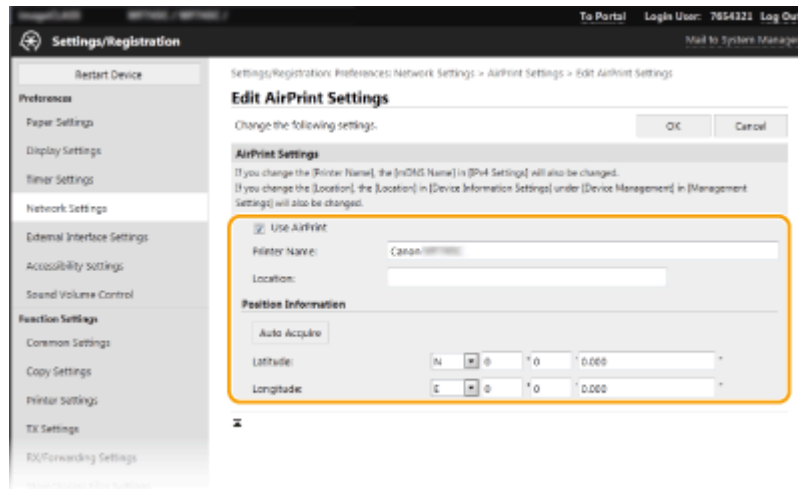 imageCLASS
To Portal Login User: 7654321 Log Out
Settings/Registration
Mail to System Manager
Restart Device
Preferences
Paper Settings
Display Settings
Timer Settings
Network Settings
External Interface Settings
Accessibility Settings
Sound Volume Control
Function Settings
Common Settings
Copy Settings
Printer Settings
TX Settings
RX/Forwarding Settings
Settings/Registration: Preferences: Network Settings > AirPrint Settings > Edit AirPrint Settings
Edit AirPrint Settings
Change the following settings.
OK Cancel
AirPrint Settings
If you change the [Printer Name], the [mDNS Name] in [IPv4 Settings] will also be changed.
If you change the [Location], the [Location] in [Device Information Settings] under [Device Management] in [Management
Settings] will also be changed.
Use AirPrint
Printer Name: Canon
Location:
Position Information
Auto Acquire
Latitude: N 0 ° 0 ' 0.000 "
Longitude: E 0 ° 0 ' 0.000 "